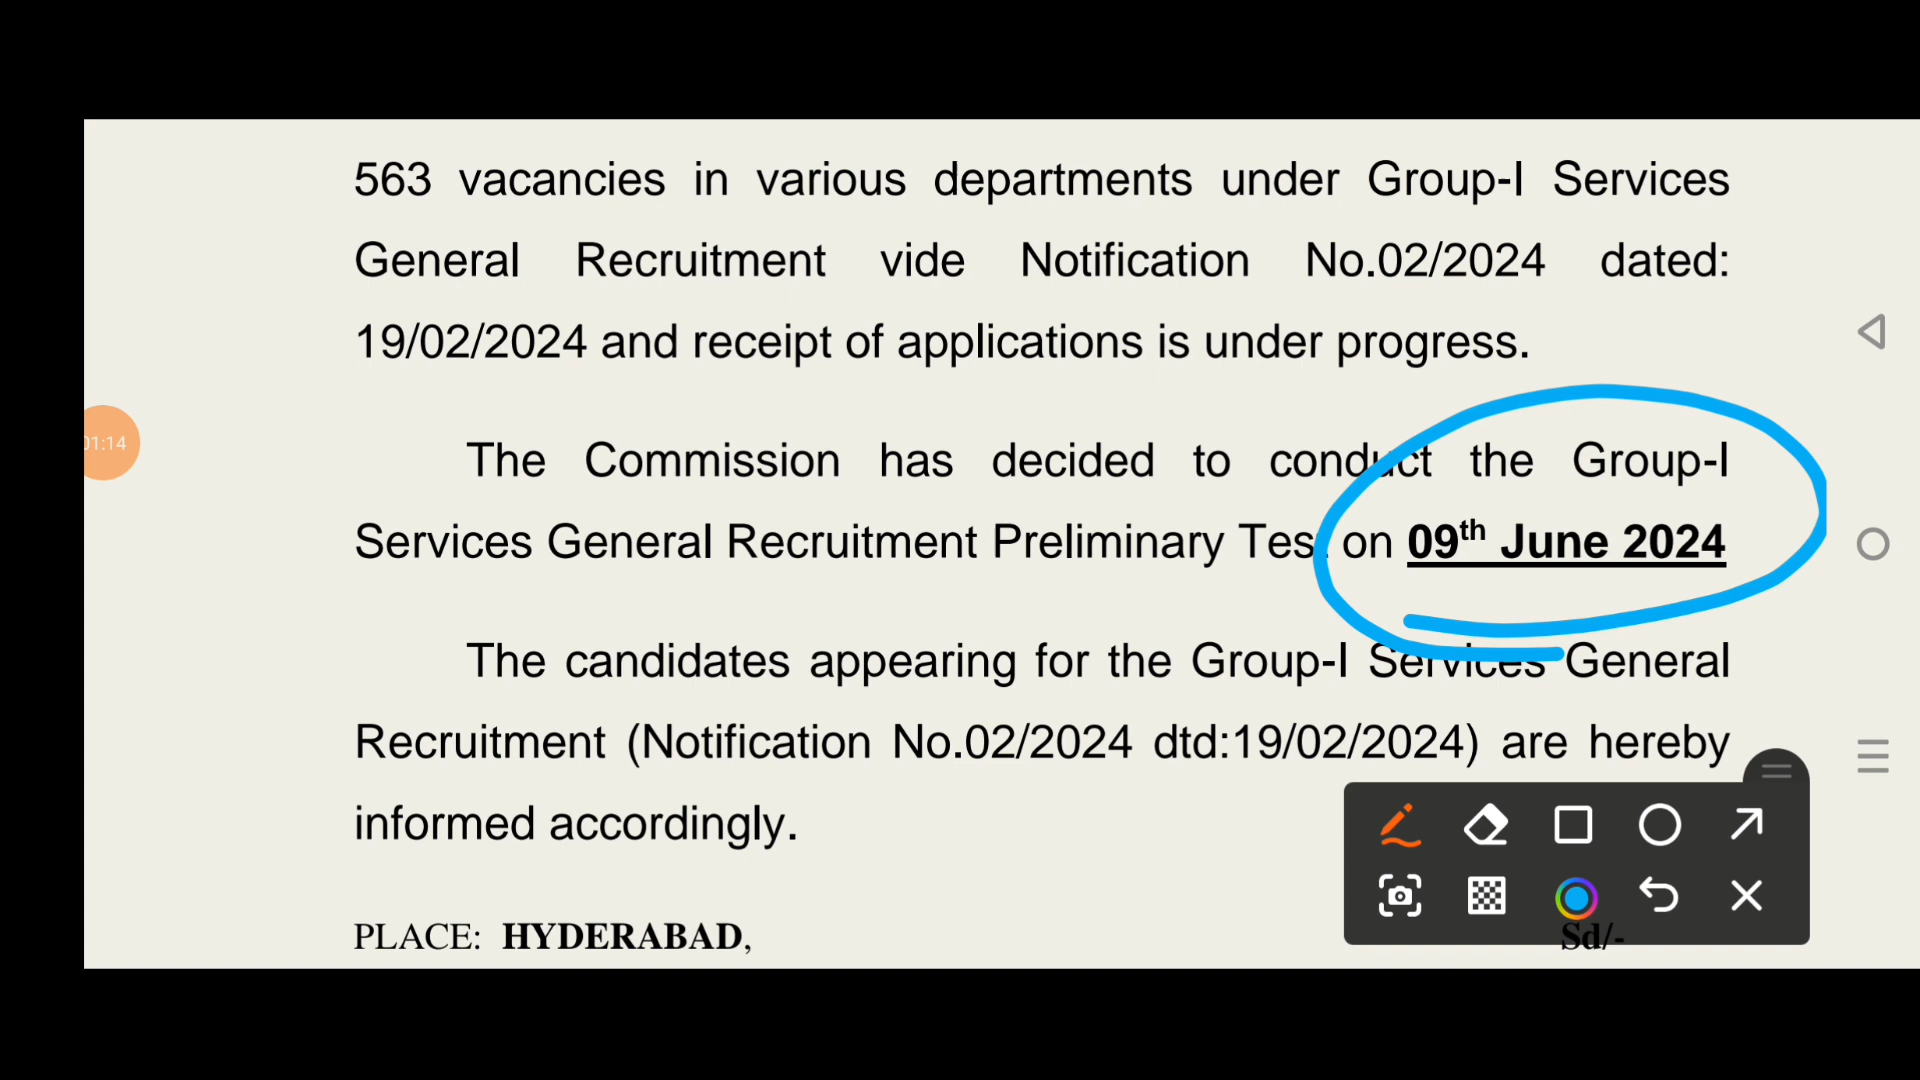 563 vacancies in various departments under Group-I Services
General Recruitment vide Notification No.02/2024 dated:
19/02/2024 and receipt of applications is under progress.
01:14
The Commission has decided to conduct the Group-I
Services General Recruitment Preliminary Test on 09th June 2024
The candidates appearing for the Group-I Services General
Recruitment (Notification No.02/2024 dtd:19/02/2024) are hereby
informed accordingly.
PLACE: HYDERABAD,
Sd/-